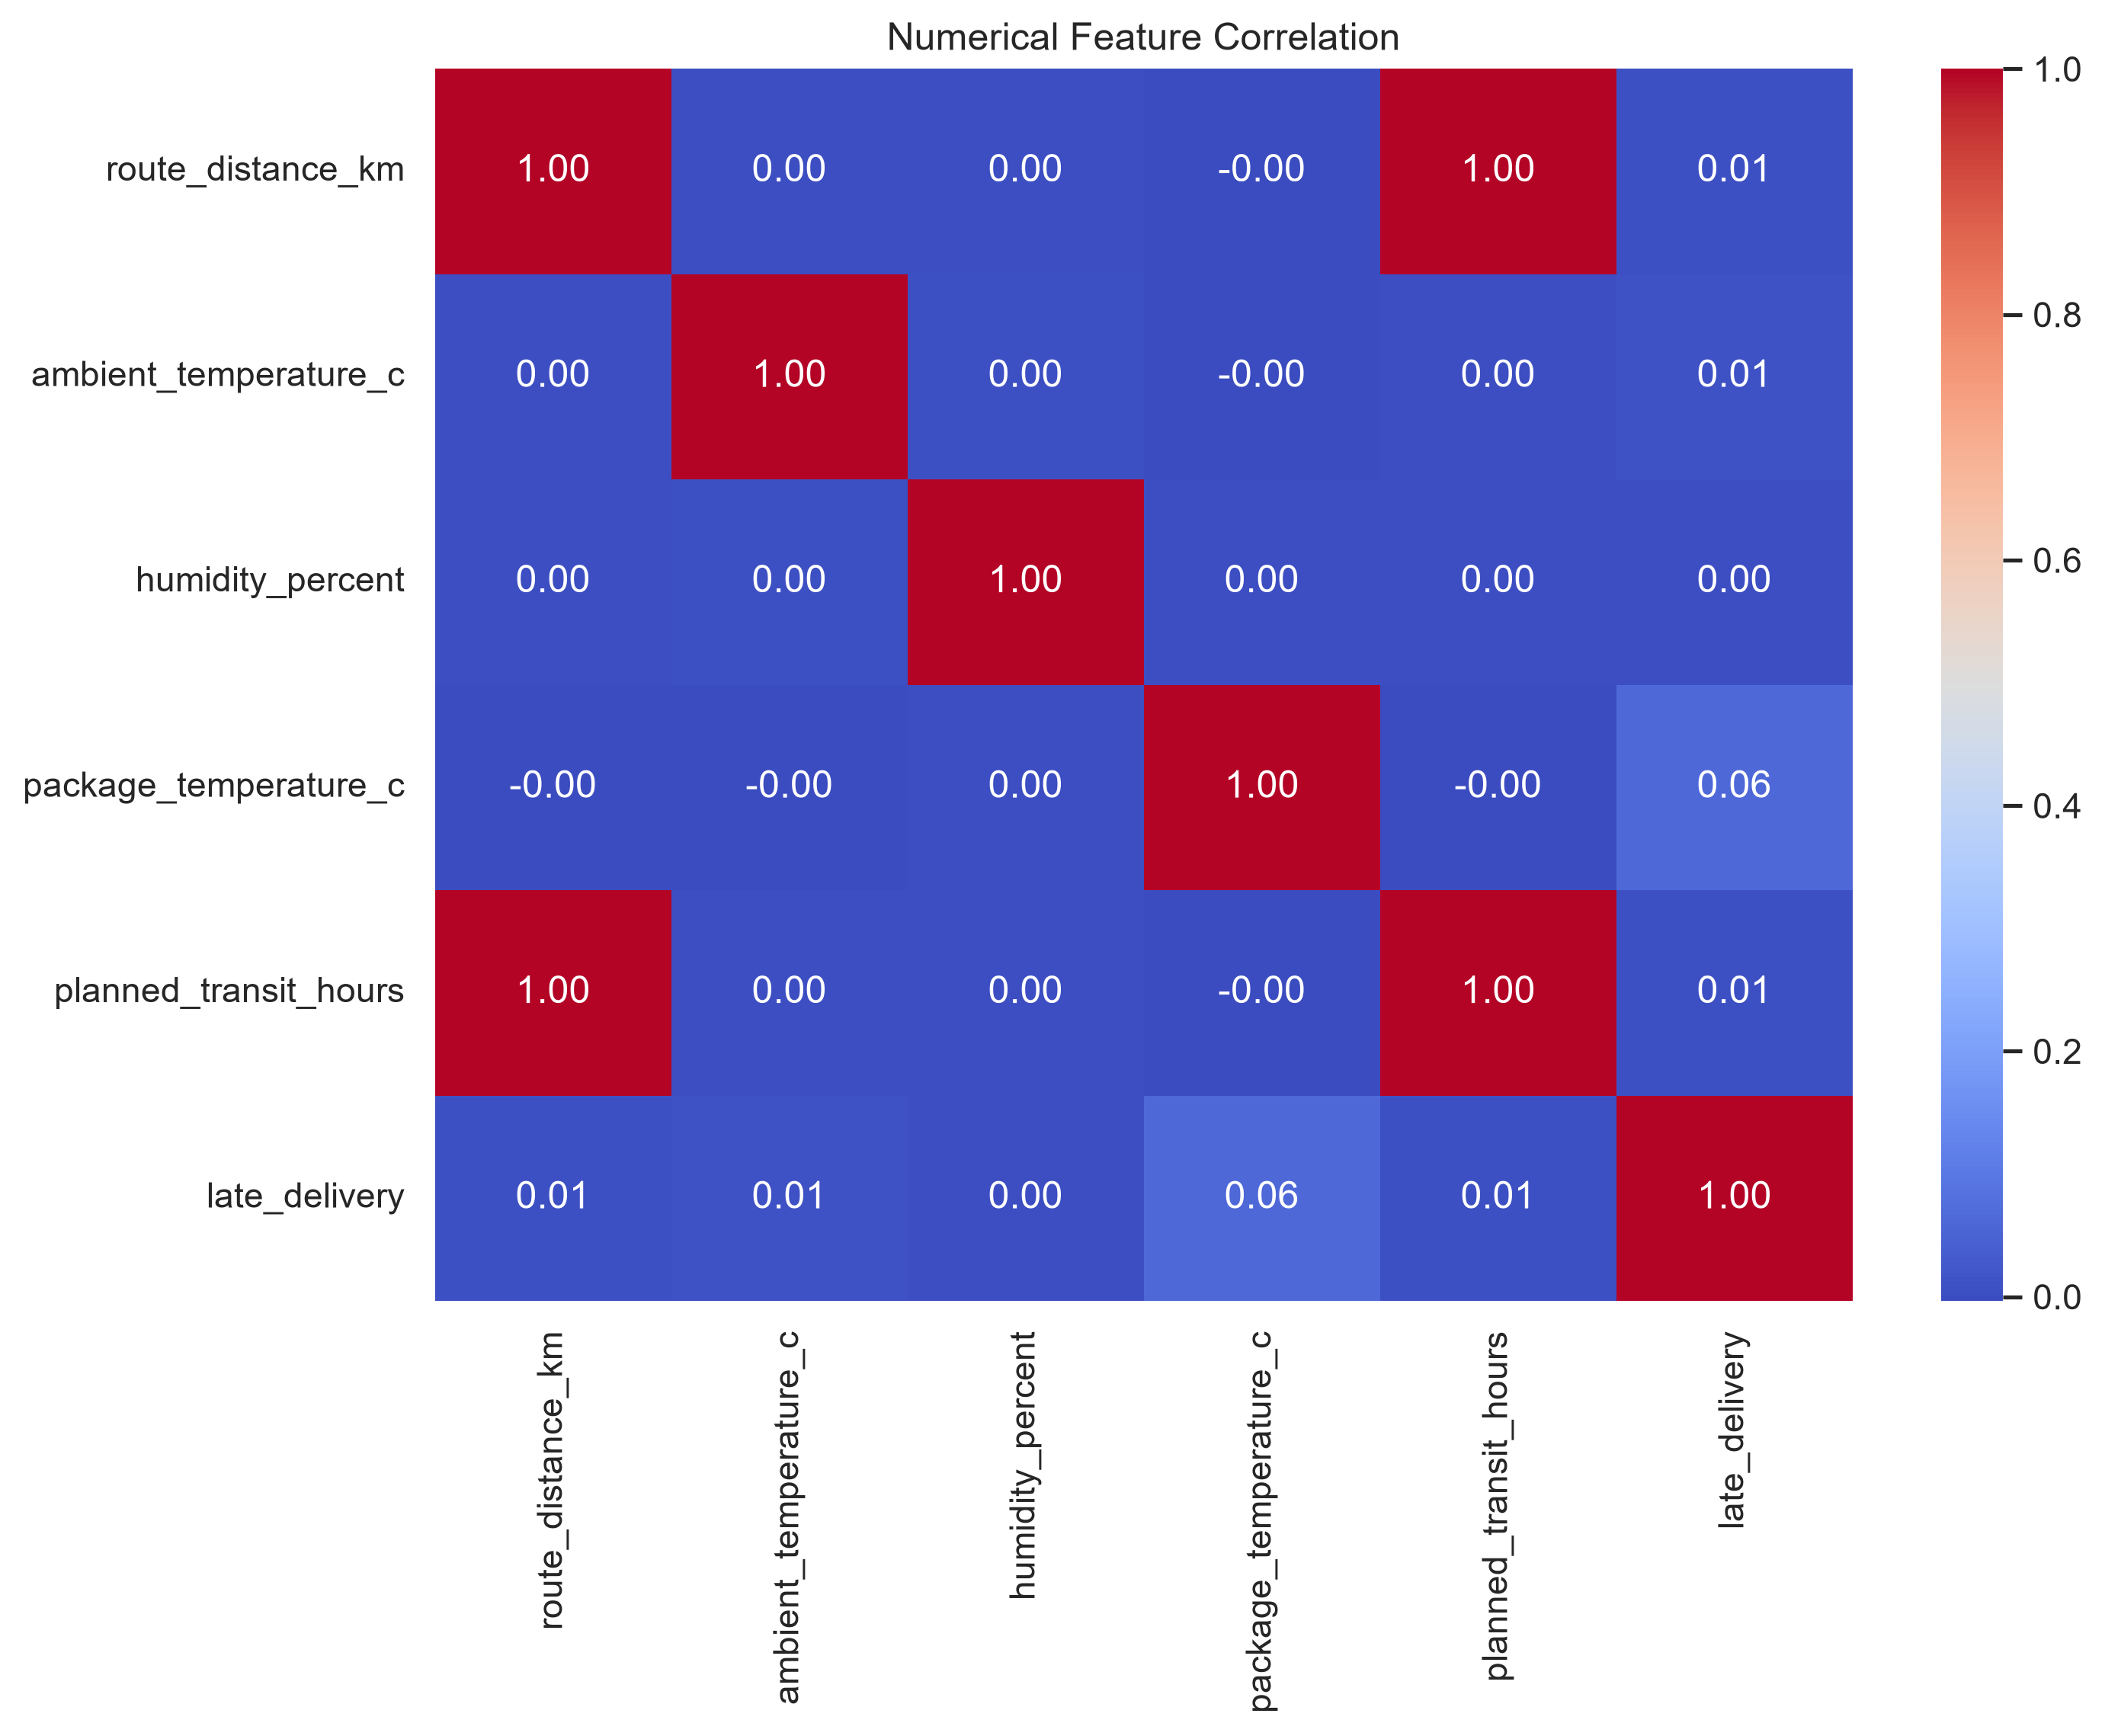 Numerical Feature Correlation
route_distance_km 1.00 0.00 0.00 -0.00 1.00 0.01
ambient_temperature_c 0.00 1.00 0.00 -0.00 0.00 0.01
humidity_percent 0.00 0.00 1.00 0.00 0.00 0.00
package_temperature_c -0.00 -0.00 0.00 1.00 -0.00 0.06
planned_transit_hours 1.00 0.00 0.00 -0.00 1.00 0.01
late_delivery 0.01 0.01 0.00 0.06 0.01 1.00
route_distance_km
ambient_temperature_c
humidity_percent
package_temperature_c
planned_transit_hours
late_delivery
1.0
0.8
0.6
0.4
0.2
0.0